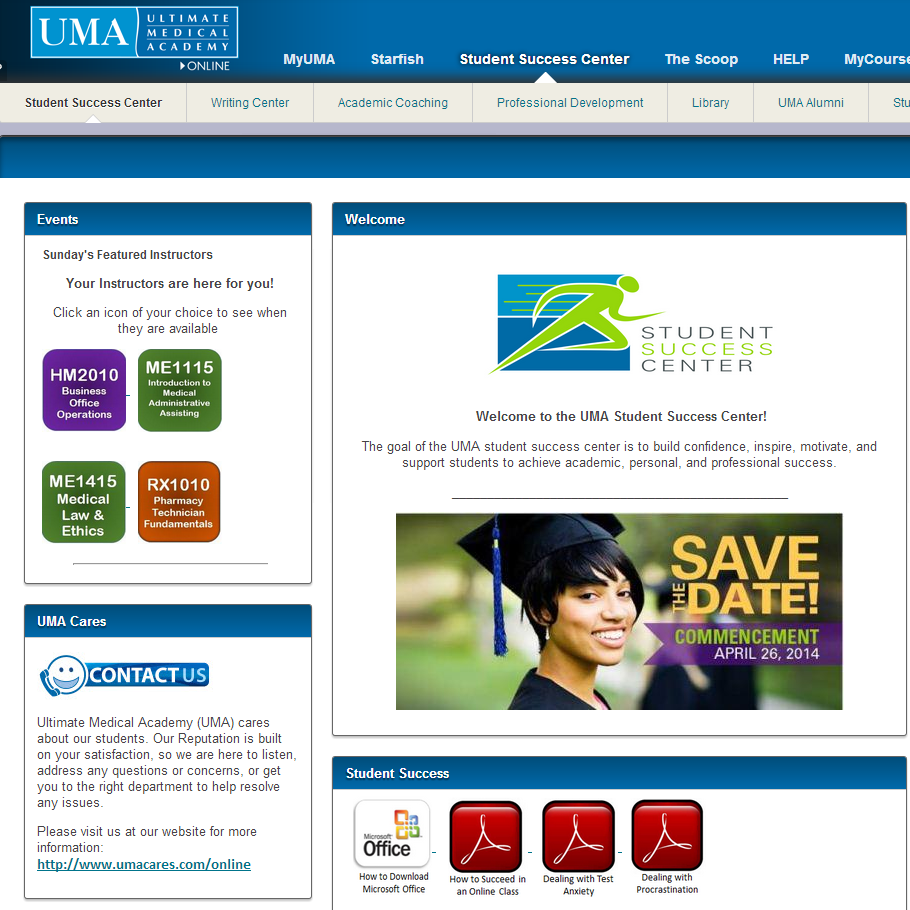 UMA
ULTIMATE
MEDICAL
ACADEMY
ONLINE
MyUMA Starfish Student Success Center The Scoop HELP MyCourse
Student Success Center Writing Center Academic Coaching Professional Development Library UMA Alumni Stu
Events
Sunday's Featured Instructors
Your Instructors are here for you!
Click an icon of your choice to see when
they are available
HM2010
Business
Office
Operations
ME1115
Introduction to
Medical
Administrative
Assisting
ME1415
Medical
Law &
Ethics
RX1010
Pharmacy
Technician
Fundamentals
UMA Cares
CONTACT US
Ultimate Medical Academy (UMA) cares
about our students. Our Reputation is built
on your satisfaction, so we are here to listen,
address any questions or concerns, or get
you to the right department to help resolve
any issues.
Please visit us at our website for more
information:
http://www.umacares.com/online
Welcome
STUDENT
SUCCESS
CENTER
Welcome to the UMA Student Success Center!
The goal of the UMA student success center is to build confidence, inspire, motivate, and
support students to achieve academic, personal, and professional success.
SAVE
THE
DATE!
COMMENCEMENT
APRIL 26, 2014
Student Success
Microsoft
Office
How to Download
Microsoft Office
How to Succeed in
an Online Class
Dealing with Test
Anxiety
Dealing with
Procrastination